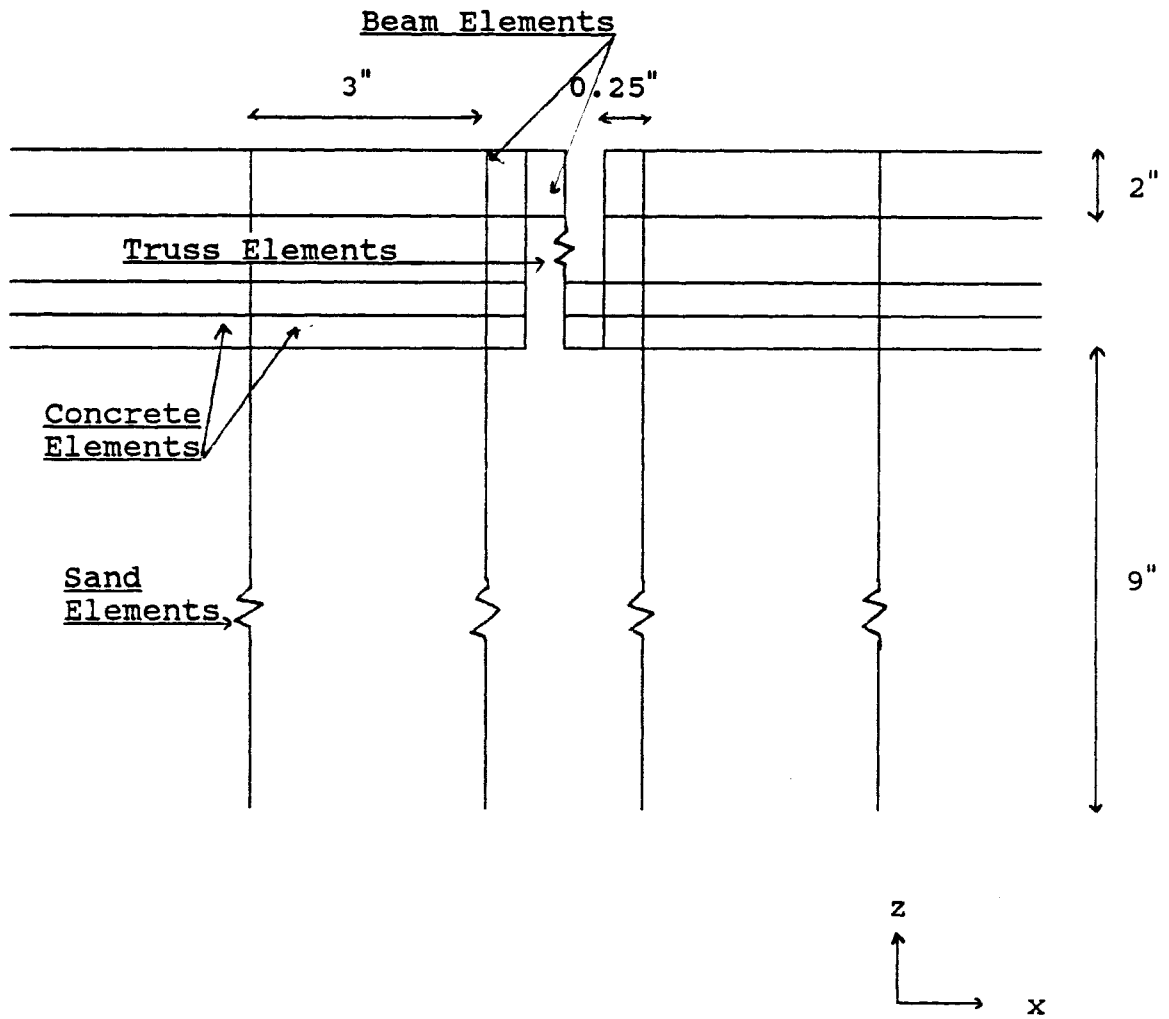 Beam Elements
3"
0.25"
2"
Truss Elements
Concrete
Elements
Sand
Elements
9"
z
x